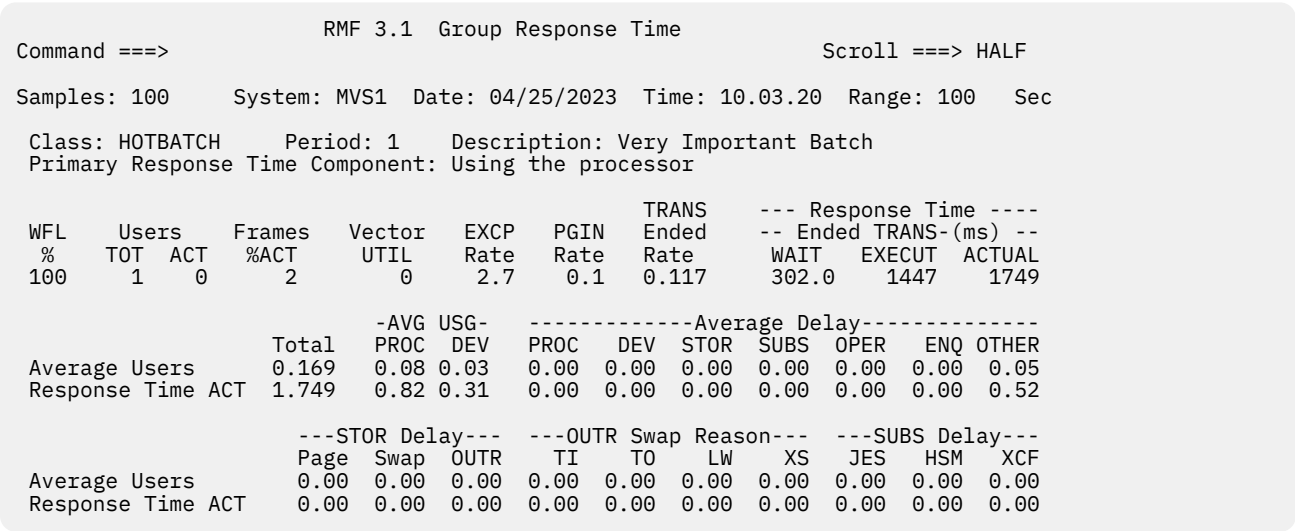 RMF 3.1  Group Response Time
Command ===>                                                   Scroll ===> HALF
Samples: 100     System: MVS1  Date: 04/25/2023  Time: 10.03.20  Range: 100   Sec
Class: HOTBATCH     Period: 1    Description: Very Important Batch
Primary Response Time Component: Using the processor
                                                TRANS    --- Response Time ----
WFL    Users    Frames   Vector   EXCP   PGIN   Ended    -- Ended TRANS-(ms) --
 %    TOT  ACT   %ACT     UTIL    Rate   Rate   Rate      WAIT   EXECUT  ACTUAL
100     1    0      2        0     2.7    0.1  0.117     302.0     1447    1749
                           -AVG USG-   -------------Average Delay--------------
                   Total   PROC  DEV   PROC   DEV  STOR  SUBS  OPER   ENQ OTHER
Average Users      0.169   0.08 0.03   0.00  0.00  0.00  0.00  0.00  0.00  0.05
Response Time ACT  1.749   0.82 0.31   0.00  0.00  0.00  0.00  0.00  0.00  0.52
                     ---STOR Delay---  ---OUTR Swap Reason---  ---SUBS Delay---
                     Page  Swap  OUTR    TI    TO    LW    XS   JES   HSM   XCF
Average Users        0.00  0.00  0.00  0.00  0.00  0.00  0.00  0.00  0.00  0.00
Response Time ACT    0.00  0.00  0.00  0.00  0.00  0.00  0.00  0.00  0.00  0.00